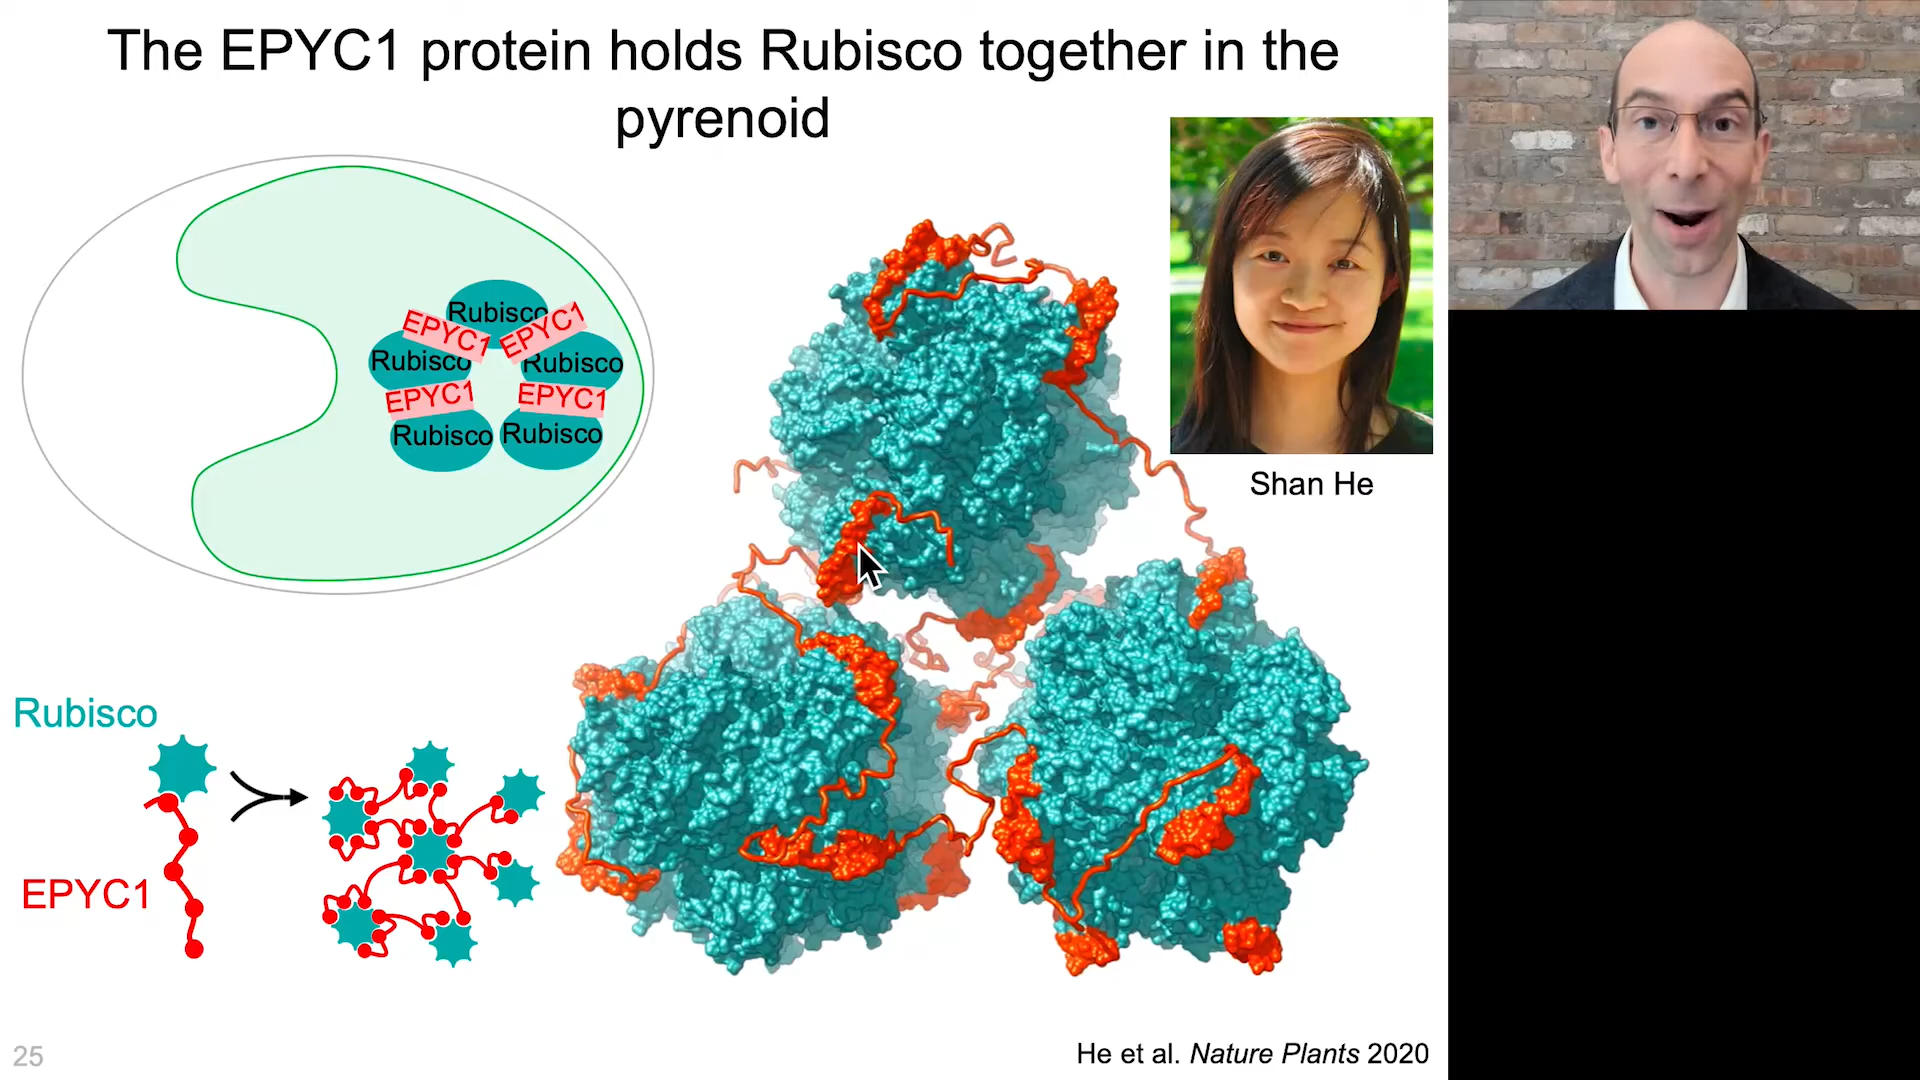 The EPYC1 protein holds Rubisco together in the
pyrenoid
Rubisco
EPYC1
EPYC1
Rubisco
Rubisco
EPYC1
EPYC1
Rubisco
Rubisco
Shan He
Rubisco
EPYC1
25
He et al. Nature Plants 2020